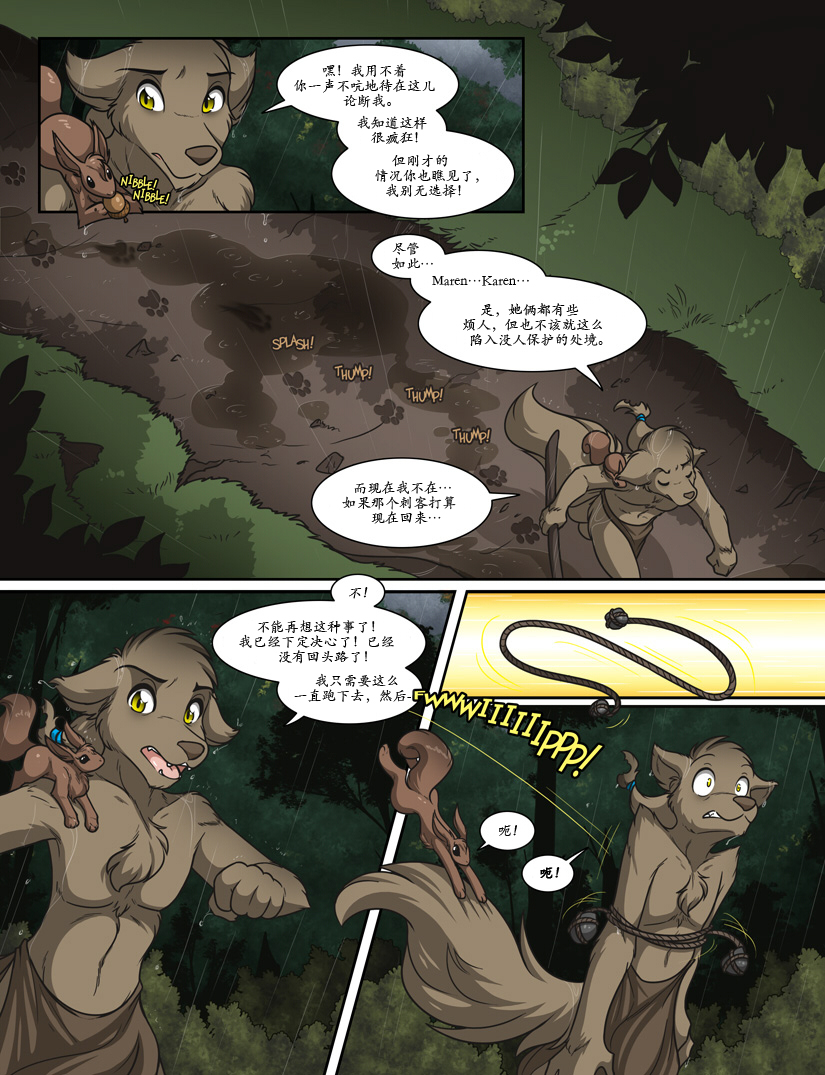 嘿！我用不着
你一声不吭地待在这儿
论断我。
我知道这样
很疯狂！
但刚才的
情况你也瞧见了，
我别无选择！
NIBBLE!
NIBBLE!
尽管
如此…
Maren…Karen…
是，她俩都有些
烦人，但也不该就这么
陷入没人保护的处境。
SPLASH!
THUMP!
THUMP!
THUMP!
而现在我不在…
如果那个刺客打算
现在回来…
不！
不能再想这种事了！
我已经下定决心了！已经
没有回头路了！
我只需要这么
一直跑下去，然后-
FWWWWIIIIIIPPP!
呃！
呃！